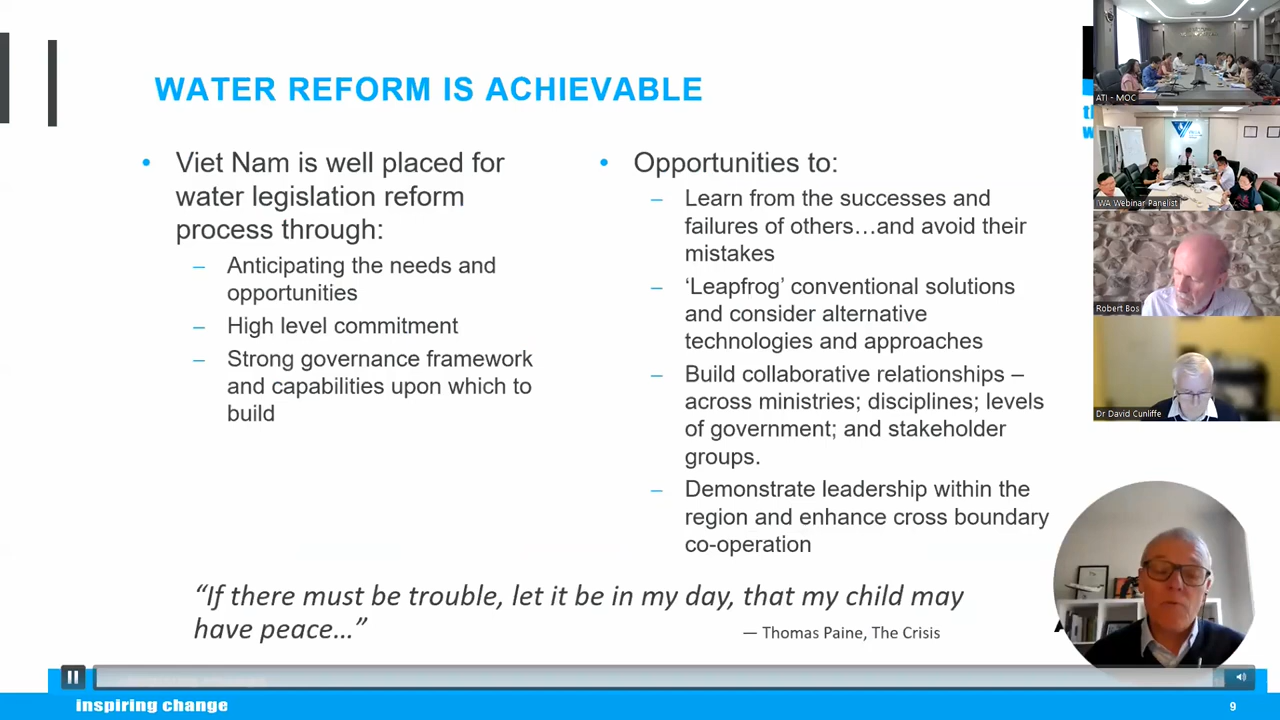 WATER REFORM IS ACHIEVABLE
• Viet Nam is well placed for
water legislation reform
process through:
– Anticipating the needs and
opportunities
– High level commitment
– Strong governance framework
and capabilities upon which to
build
• Opportunities to:
– Learn from the successes and
failures of others…and avoid their
mistakes
– ‘Leapfrog’ conventional solutions
and consider alternative
technologies and approaches
– Build collaborative relationships –
across ministries; disciplines; levels
of government; and stakeholder
groups.
– Demonstrate leadership within the
region and enhance cross boundary
co-operation
“If there must be trouble, let it be in my day, that my child may
have peace…”
— Thomas Paine, The Crisis
inspiring change
9
ATI - MOC
IWA Webinar Panelist
Robert Bos
Dr David Cunliffe